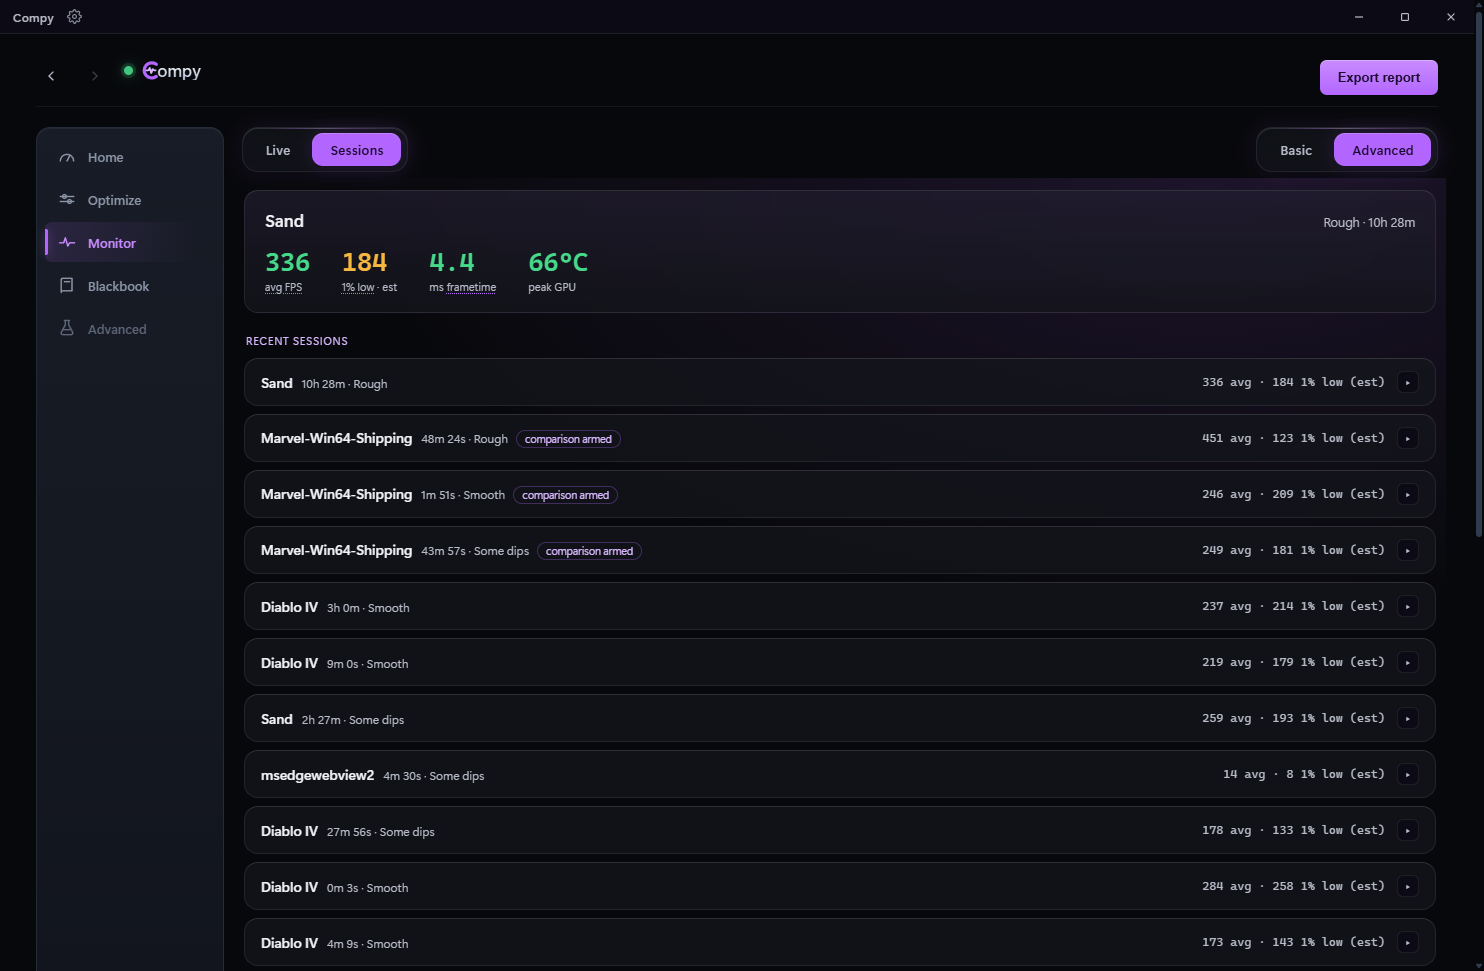 Compy
Compy
Export report
Home
Optimize
Monitor
Blackbook
Advanced
Live
Sessions
Basic
Advanced
Sand
Rough · 10h 28m
336
avg FPS
184
1% low · est
4.4
ms frametime
66°C
peak GPU
RECENT SESSIONS
Sand 10h 28m · Rough 336 avg · 184 1% low (est)
Marvel-Win64-Shipping 48m 24s · Rough comparison armed 451 avg · 123 1% low (est)
Marvel-Win64-Shipping 1m 51s · Smooth comparison armed 246 avg · 209 1% low (est)
Marvel-Win64-Shipping 43m 57s · Some dips comparison armed 249 avg · 181 1% low (est)
Diablo IV 3h 0m · Smooth 237 avg · 214 1% low (est)
Diablo IV 9m 0s · Smooth 219 avg · 179 1% low (est)
Sand 2h 27m · Some dips 259 avg · 193 1% low (est)
msedgewebview2 4m 30s · Some dips 14 avg · 8 1% low (est)
Diablo IV 27m 56s · Some dips 178 avg · 133 1% low (est)
Diablo IV 0m 3s · Smooth 284 avg · 258 1% low (est)
Diablo IV 4m 9s · Smooth 173 avg · 143 1% low (est)